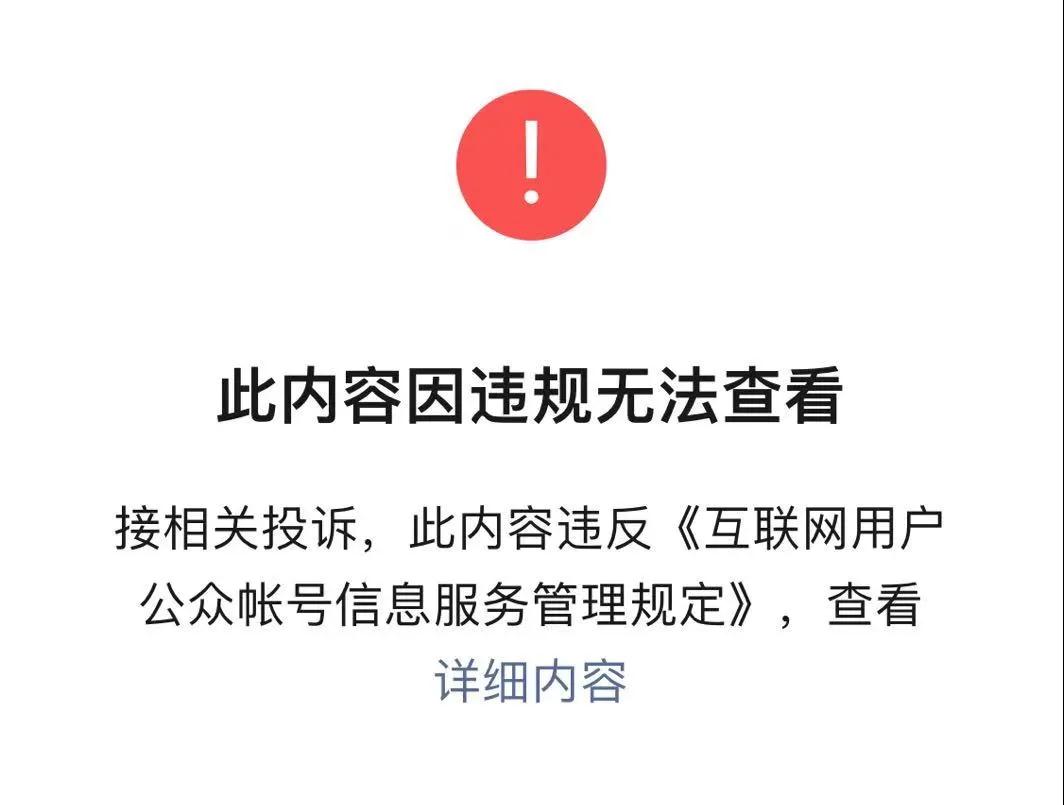 此内容因违规无法查看
接相关投诉，此内容违反《互联网用户
公众帐号信息服务管理规定》，查看
详细内容